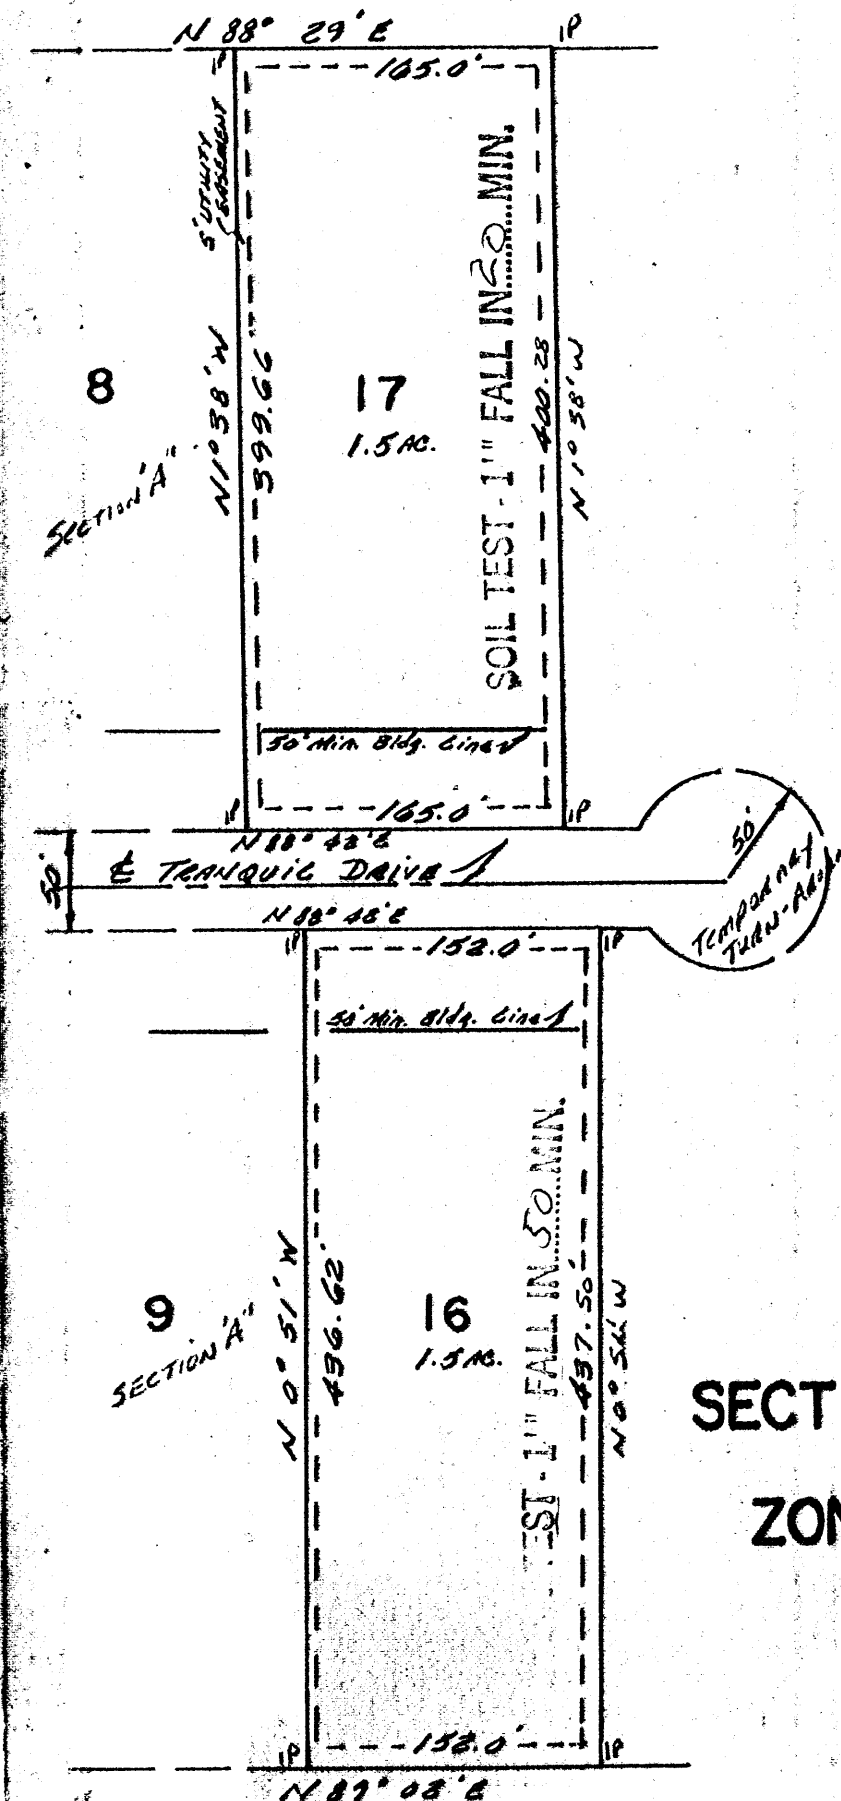 N 88° 29' E
IP
165.0'
5' UTILITY
EASEMENT
8
SECTION "A"
N 1° 38' W
399.66
17
1.5 AC.
SOIL TEST - 1" FALL IN 20 MIN.
400.28
N 1° 38' W
50' Min. Bldg. Line
165.0'
IP
IP
N 88° 48' E
50'
℄ TRANQUIL DRIVE
50'
Temporary
TURN-
N 88° 48' E
IP
152.0'
IP
50' Min. Bldg. Line
9
SECTION "A"
N 0° 51' W
436.62'
16
1.5 AC.
EST - 1" FALL IN 50 MIN.
437.50'
N 0°
SECT
ZON
IP
152.0'
IP
N 89° 08' E